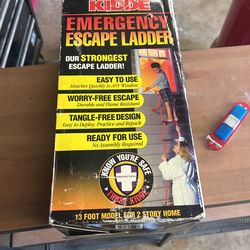 KIDDE
EMERGENCY
ESCAPE LADDER
OUR STRONGEST
ESCAPE LADDER!
EASY TO USE
Attaches Quickly to ANY Window
WORRY-FREE ESCAPE
Durable and Flame Resistant
TANGLE-FREE DESIGN
Easy to Deploy, Practice and Repack
READY FOR USE
No Assembly Required
KNOW YOU'RE SAFE
13 FOOT MODEL FOR 2 STORY HOME